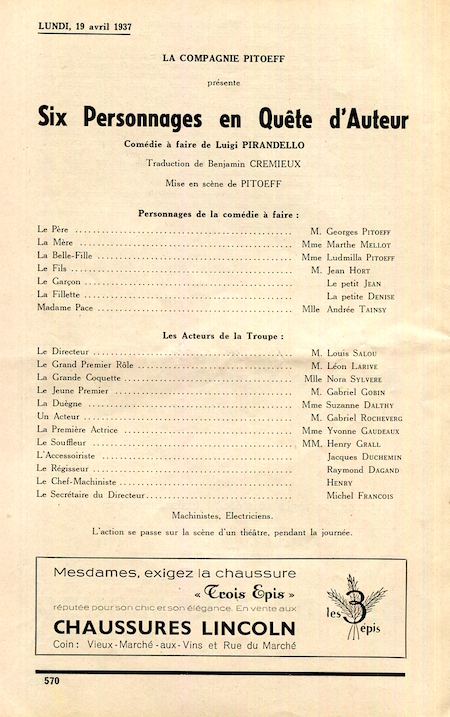 LUNDI, 19 avril 1937
LA COMPAGNIE PITOEFF
présente
Six Personnages en Quête d'Auteur
Comédie à faire de Luigi PIRANDELLO
Traduction de Benjamin CREMIEUX
Mise en scène de PITOEFF
Personnages de la comédie à faire :
Le Père ........ M. Georges PITOEFF
La Mère ........ Mme Marthe MELLOT
La Belle-Fille ........ Mme Ludmilla PITOEFF
Le Fils ........ M. Jean HORT
Le Garçon ........ Le petit JEAN
La Fillette ........ La petite DENISE
Madame Pace ........ Mlle Andrée TAINSY
Les Acteurs de la Troupe :
Le Directeur ........ M. Louis SALOU
Le Grand Premier Rôle ........ M. Léon LARIVE
La Grande Coquette ........ Mlle Nora SYLVERE
Le Jeune Premier ........ M. Gabriel GOBIN
La Duègne ........ Mme Suzanne DALTHY
Un Acteur ........ M. Gabriel ROCHEVERG
La Première Actrice ........ Mme Yvonne GAUDEAUX
Le Souffleur ........ MM. Henry GRALL
L'Accessoiriste ........ Jacques DUCHEMIN
Le Régisseur ........ Raymond DAGAND
Le Chef-Machiniste ........ HENRY
Le Secrétaire du Directeur ........ Michel FRANCOIS
Machinistes, Electriciens.
L'action se passe sur la scène d'un théâtre, pendant la journée.
Mesdames, exigez la chaussure
« Trois Epis »
réputée pour son chic et son élégance. En vente aux
CHAUSSURES LINCOLN
Coin : Vieux-Marché-aux-Vins et Rue du Marché
les 3 épis
570